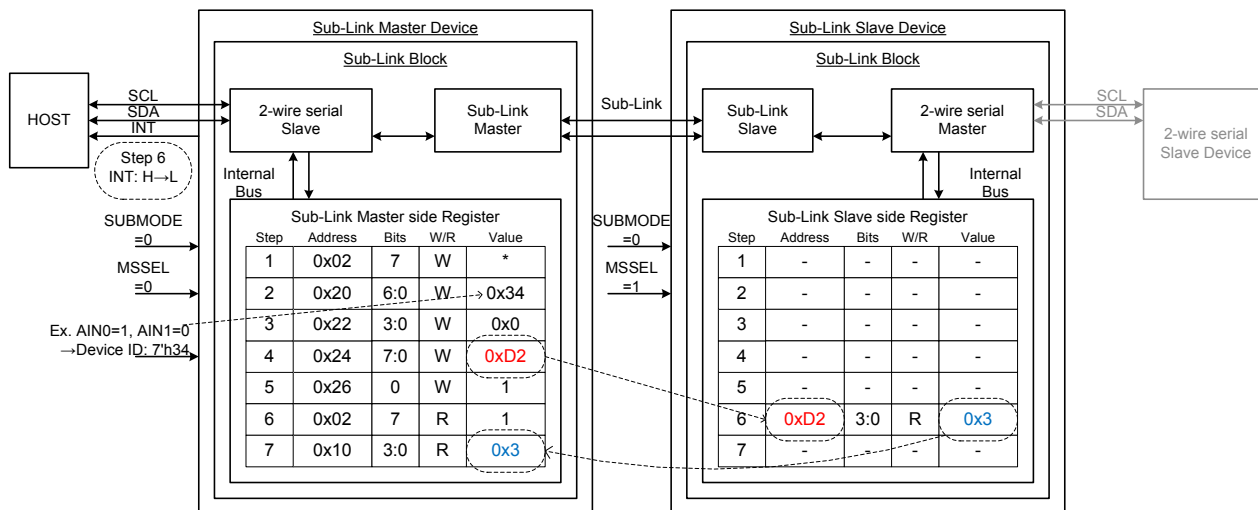 Sub-Link Master Device
Sub-Link Block
HOST
SCL
SDA
INT
Step 6
INT: H→L
2-wire serial
Slave
Sub-Link
Master
Internal
Bus
SUBMODE
=0
MSSEL
=0
Ex. AIN0=1, AIN1=0
→Device ID: 7'h34
Sub-Link Master side Register
Step Address Bits W/R Value
1 0x02 7 W *
2 0x20 6:0 W 0x34
3 0x22 3:0 W 0x0
4 0x24 7:0 W 0xD2
5 0x26 0 W 1
6 0x02 7 R 1
7 0x10 3:0 R 0x3
Sub-Link
Sub-Link Slave Device
Sub-Link Block
Sub-Link
Slave
2-wire serial
Master
SCL
SDA
2-wire serial
Slave Device
Internal
Bus
SUBMODE
=0
MSSEL
=1
Sub-Link Slave side Register
Step Address Bits W/R Value
1 - - - -
2 - - - -
3 - - - -
4 - - - -
5 - - - -
6 0xD2 3:0 R 0x3
7 - - - -